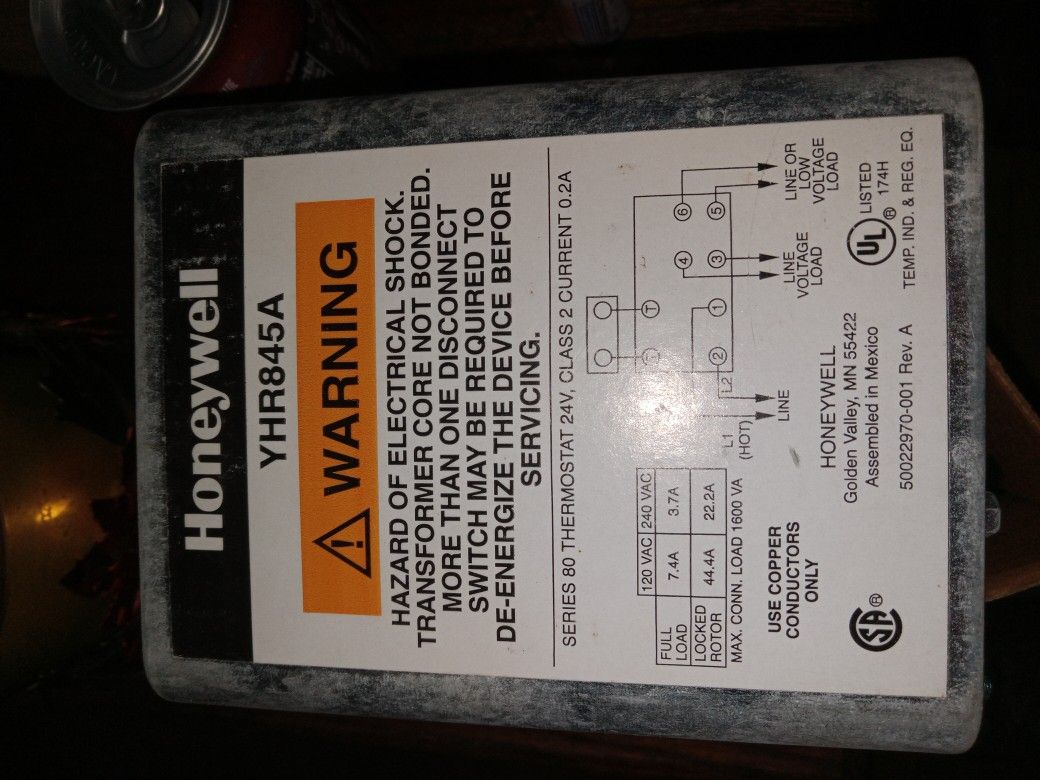 Honeywell
YHR845A
WARNING
HAZARD OF ELECTRICAL SHOCK.
TRANSFORMER CORE NOT BONDED.
MORE THAN ONE DISCONNECT
SWITCH MAY BE REQUIRED TO
DE-ENERGIZE THE DEVICE BEFORE
SERVICING.
SERIES 80 THERMOSTAT 24V, CLASS 2 CURRENT 0.2A
120 VAC 240 VAC
FULL LOAD 7.4A 3.7A
LOCKED ROTOR 44.4A 22.2A
MAX. CONN. LOAD 1600 VA
USE COPPER
CONDUCTORS
ONLY
T
4 6
2 1 3 5
L1
(HOT)
L2
LINE
LINE
VOLTAGE
LOAD
LINE OR
LOW
VOLTAGE
LOAD
SA ®
HONEYWELL
Golden Valley, MN 55422
Assembled in Mexico
50022970-001 Rev. A
UL ® LISTED
174H
TEMP. IND. & REG. EQ.